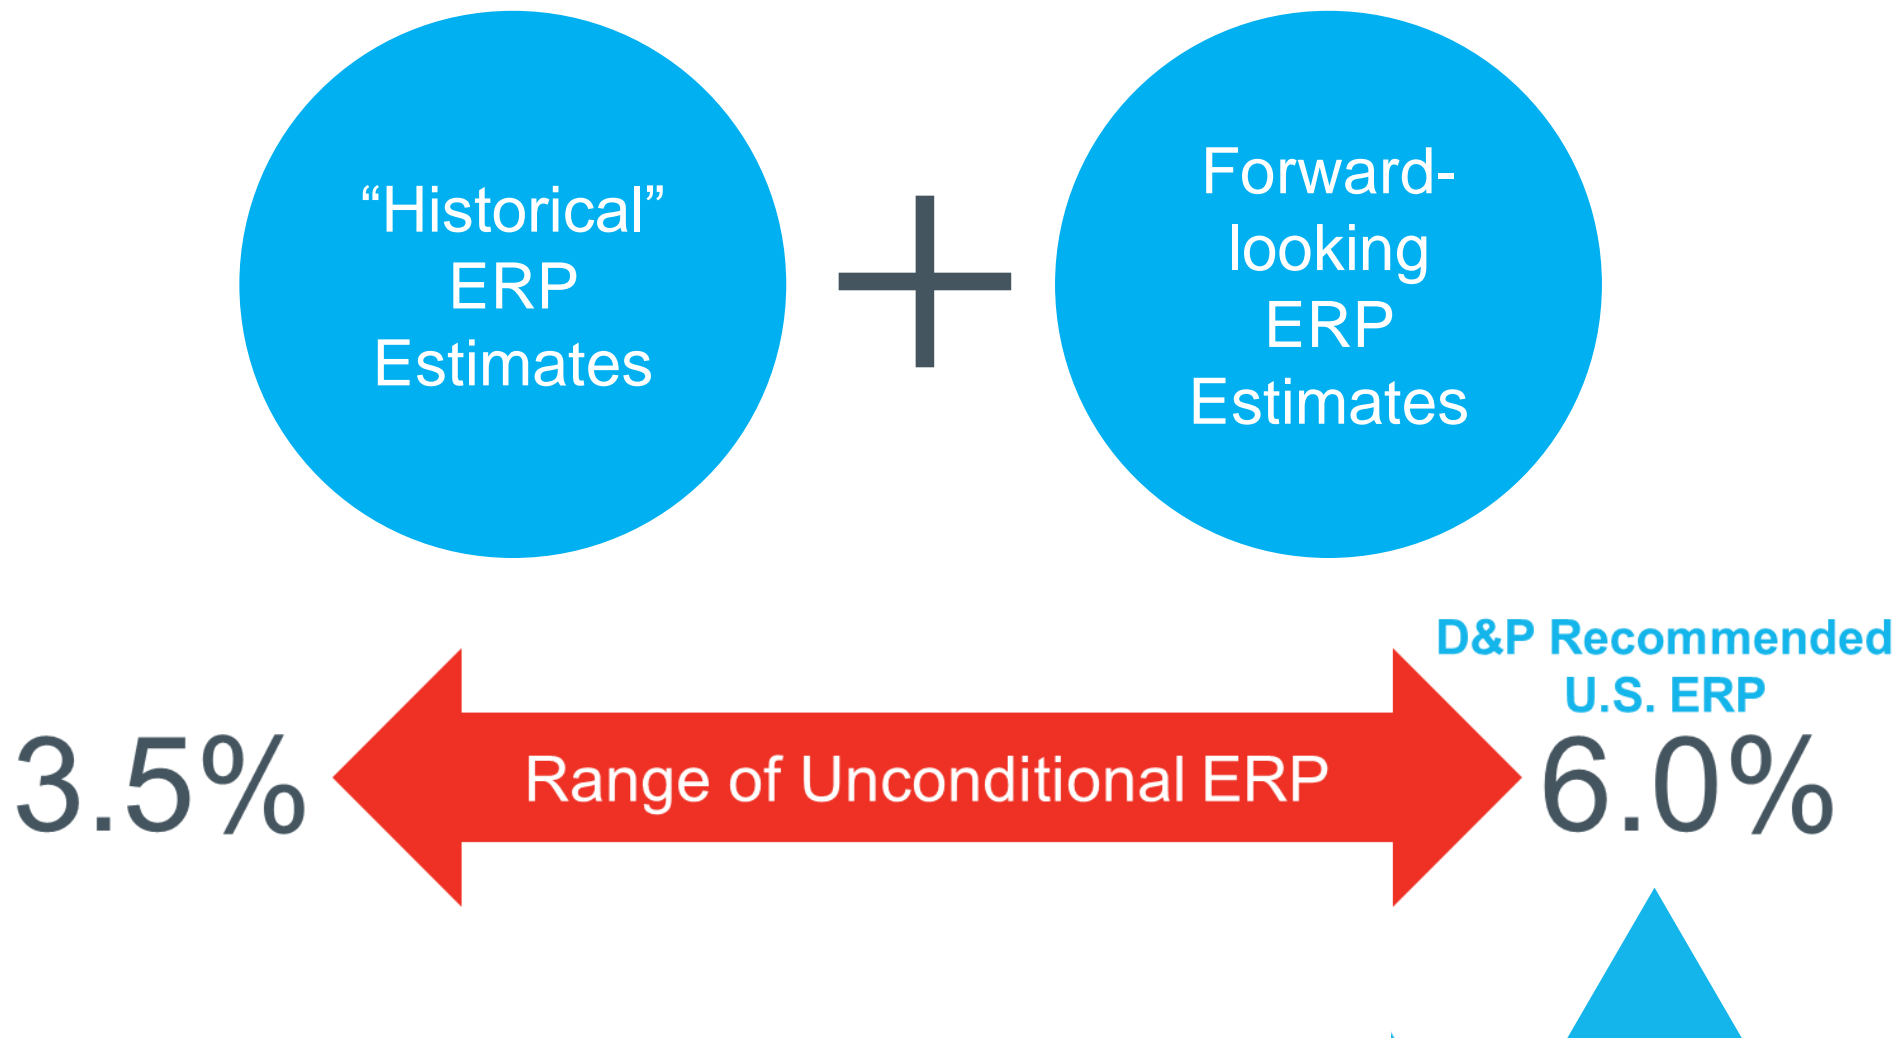 “Historical”
ERP
Estimates
Forward-
looking
ERP
Estimates
D&P Recommended
U.S. ERP
3.5%
Range of Unconditional ERP
6.0%